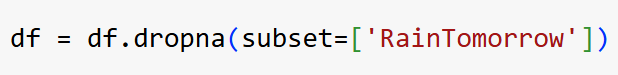 df = df.dropna(subset=['RainTomorrow'])